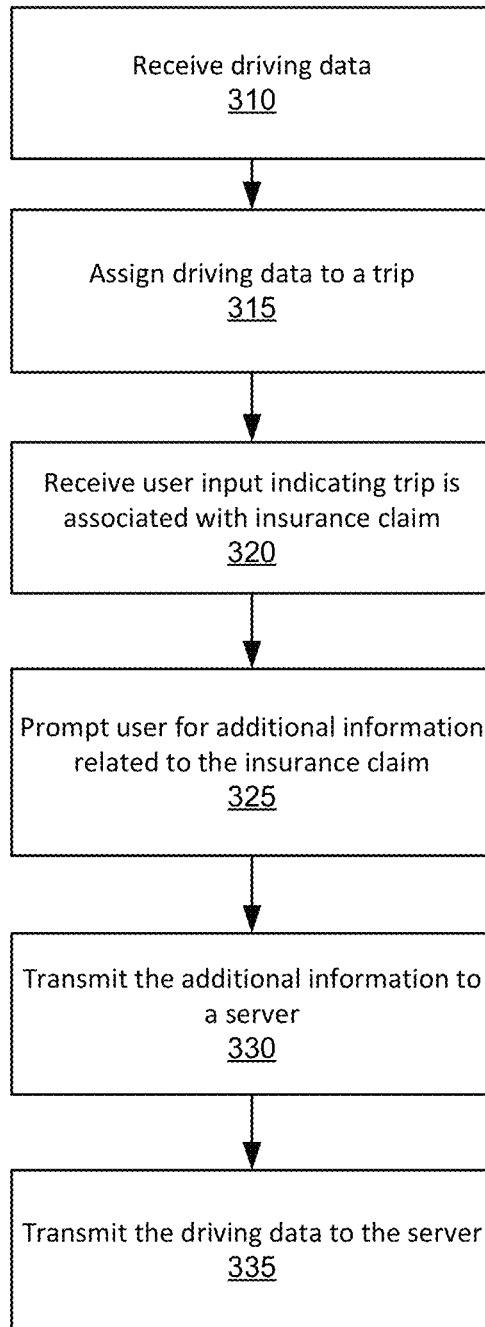 Receive driving data
310
Assign driving data to a trip
315
Receive user input indicating trip is
associated with insurance claim
320
Prompt user for additional information
related to the insurance claim
325
Transmit the additional information to
a server
330
Transmit the driving data to the server
335